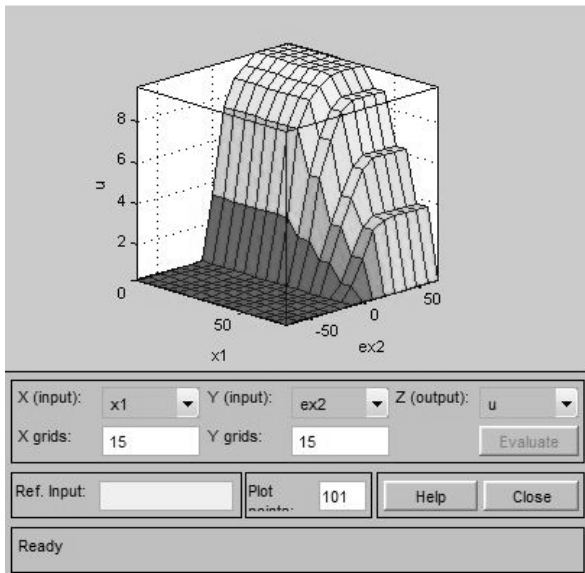 8
6
4
2
0
u
50
x1
-50
0
50
ex2
X (input): x1 Y (input): ex2 Z (output): u
X grids: 15 Y grids: 15 Evaluate
Ref. Input: Plot points: 101 Help Close
Ready